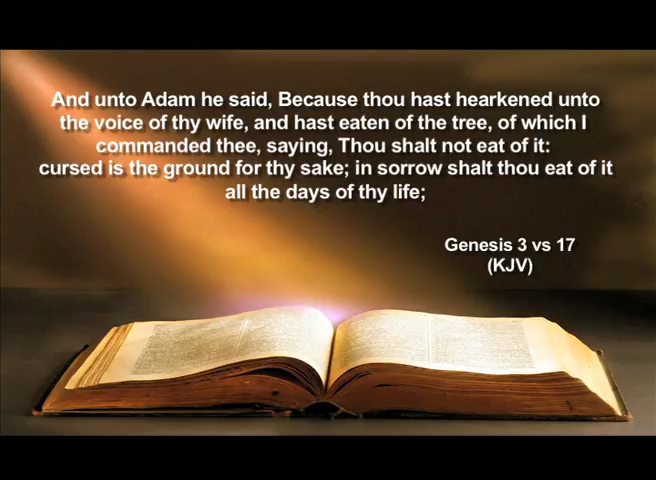 And unto Adam he said, Because thou hast hearkened unto
the voice of thy wife, and hast eaten of the tree, of which I
commanded thee, saying, Thou shalt not eat of it:
cursed is the ground for thy sake; in sorrow shalt thou eat of it
all the days of thy life;
Genesis 3 vs 17
(KJV)